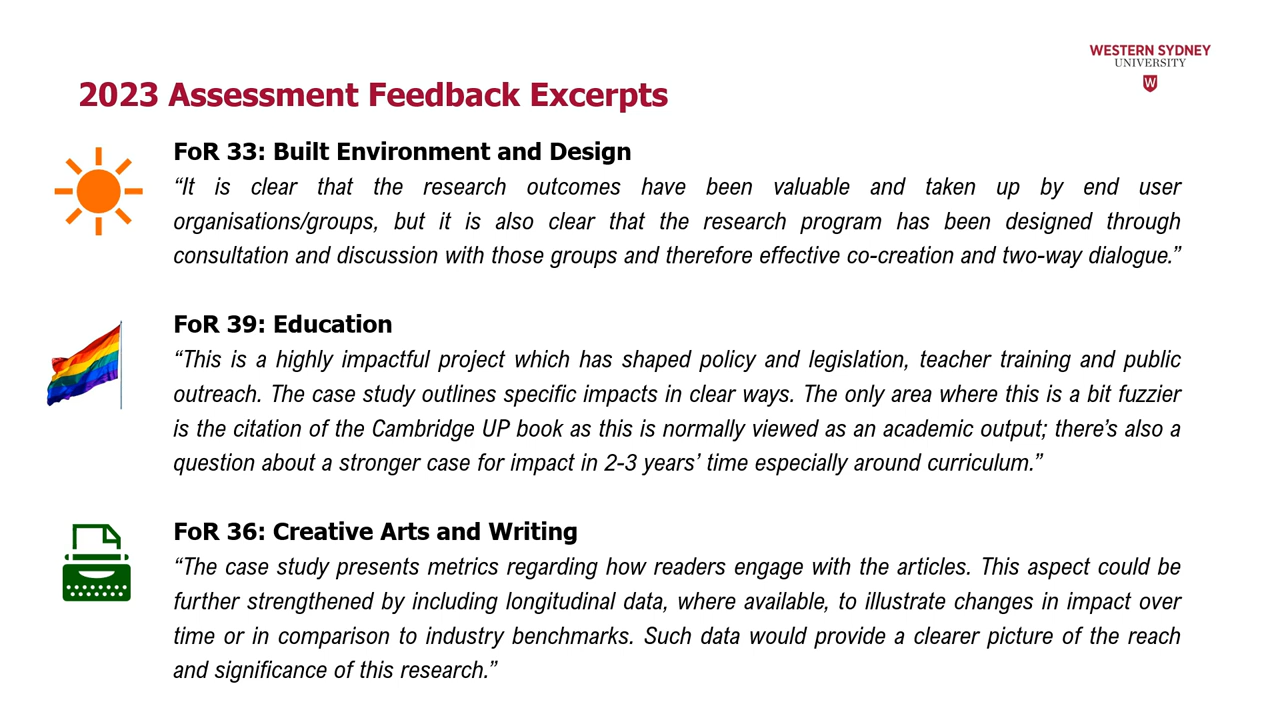 WESTERN SYDNEY
UNIVERSITY
W
2023 Assessment Feedback Excerpts
FoR 33: Built Environment and Design
“It is clear that the research outcomes have been valuable and taken up by end user
organisations/groups, but it is also clear that the research program has been designed through
consultation and discussion with those groups and therefore effective co-creation and two-way dialogue.”
FoR 39: Education
“This is a highly impactful project which has shaped policy and legislation, teacher training and public
outreach. The case study outlines specific impacts in clear ways. The only area where this is a bit fuzzier
is the citation of the Cambridge UP book as this is normally viewed as an academic output; there’s also a
question about a stronger case for impact in 2-3 years’ time especially around curriculum.”
FoR 36: Creative Arts and Writing
“The case study presents metrics regarding how readers engage with the articles. This aspect could be
further strengthened by including longitudinal data, where available, to illustrate changes in impact over
time or in comparison to industry benchmarks. Such data would provide a clearer picture of the reach
and significance of this research.”